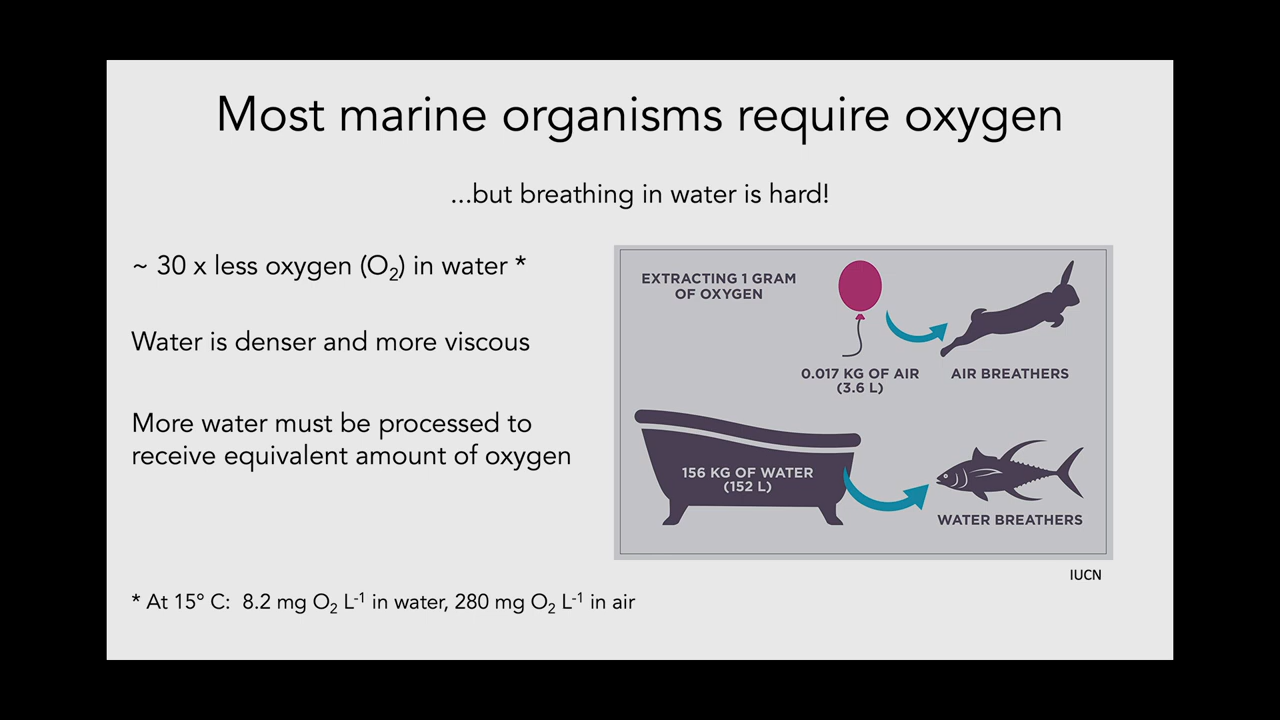 Most marine organisms require oxygen
...but breathing in water is hard!
~ 30 x less oxygen (O₂) in water *
Water is denser and more viscous
More water must be processed to
receive equivalent amount of oxygen
EXTRACTING 1 GRAM
OF OXYGEN
0.017 KG OF AIR
(3.6 L)
AIR BREATHERS
156 KG OF WATER
(152 L)
WATER BREATHERS
IUCN
* At 15° C:  8.2 mg O₂ L⁻¹ in water, 280 mg O₂ L⁻¹ in air